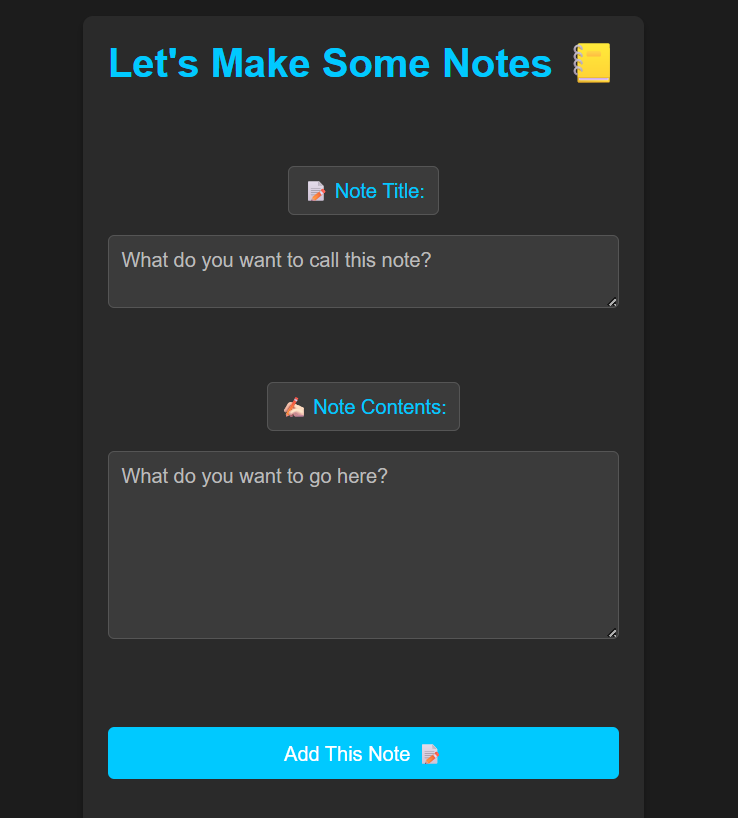 Let's Make Some Notes 📒
📝 Note Title:
What do you want to call this note?
✍🏻 Note Contents:
What do you want to go here?
Add This Note 📝